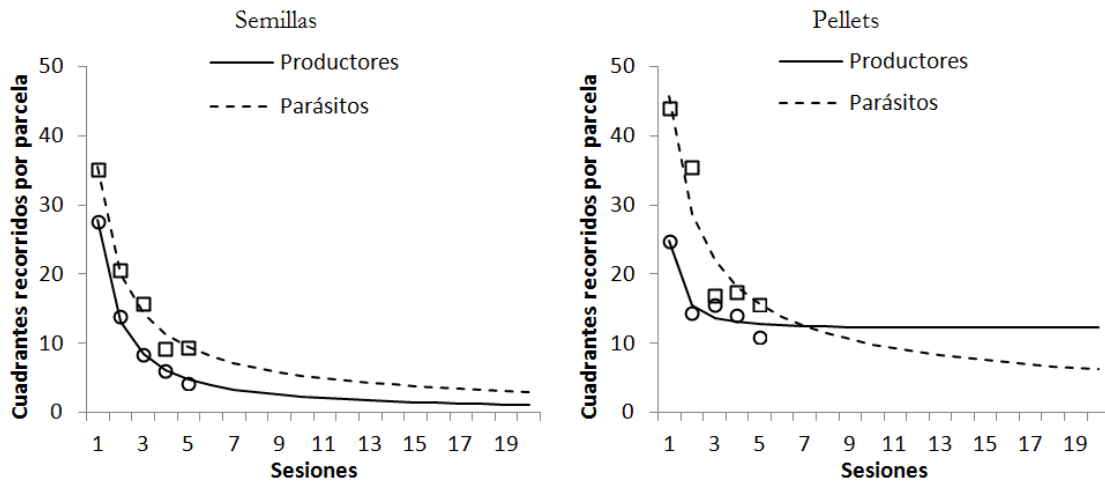 Semillas
Productores
Parásitos
Cuadrantes recorridos por parcela
50
40
30
20
10
0
1 3 5 7 9 11 13 15 17 19
Sesiones
Pellets
Productores
Parásitos
Cuadrantes recorridos por parcela
50
40
30
20
10
0
1 3 5 7 9 11 13 15 17 19
Sesiones